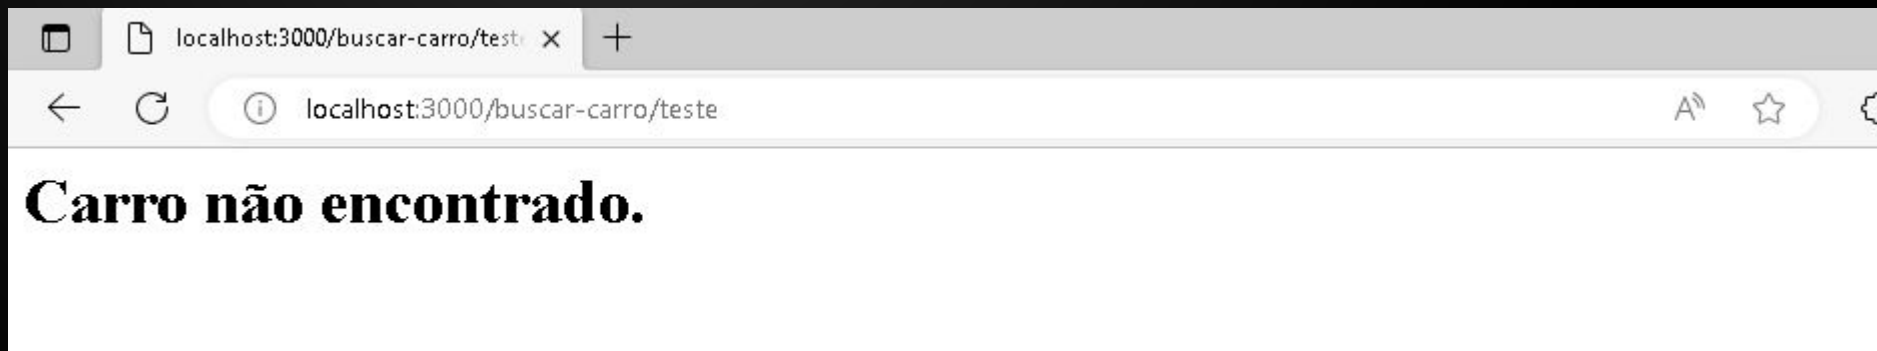 localhost:3000/buscar-carro/test
localhost:3000/buscar-carro/teste
Carro não encontrado.